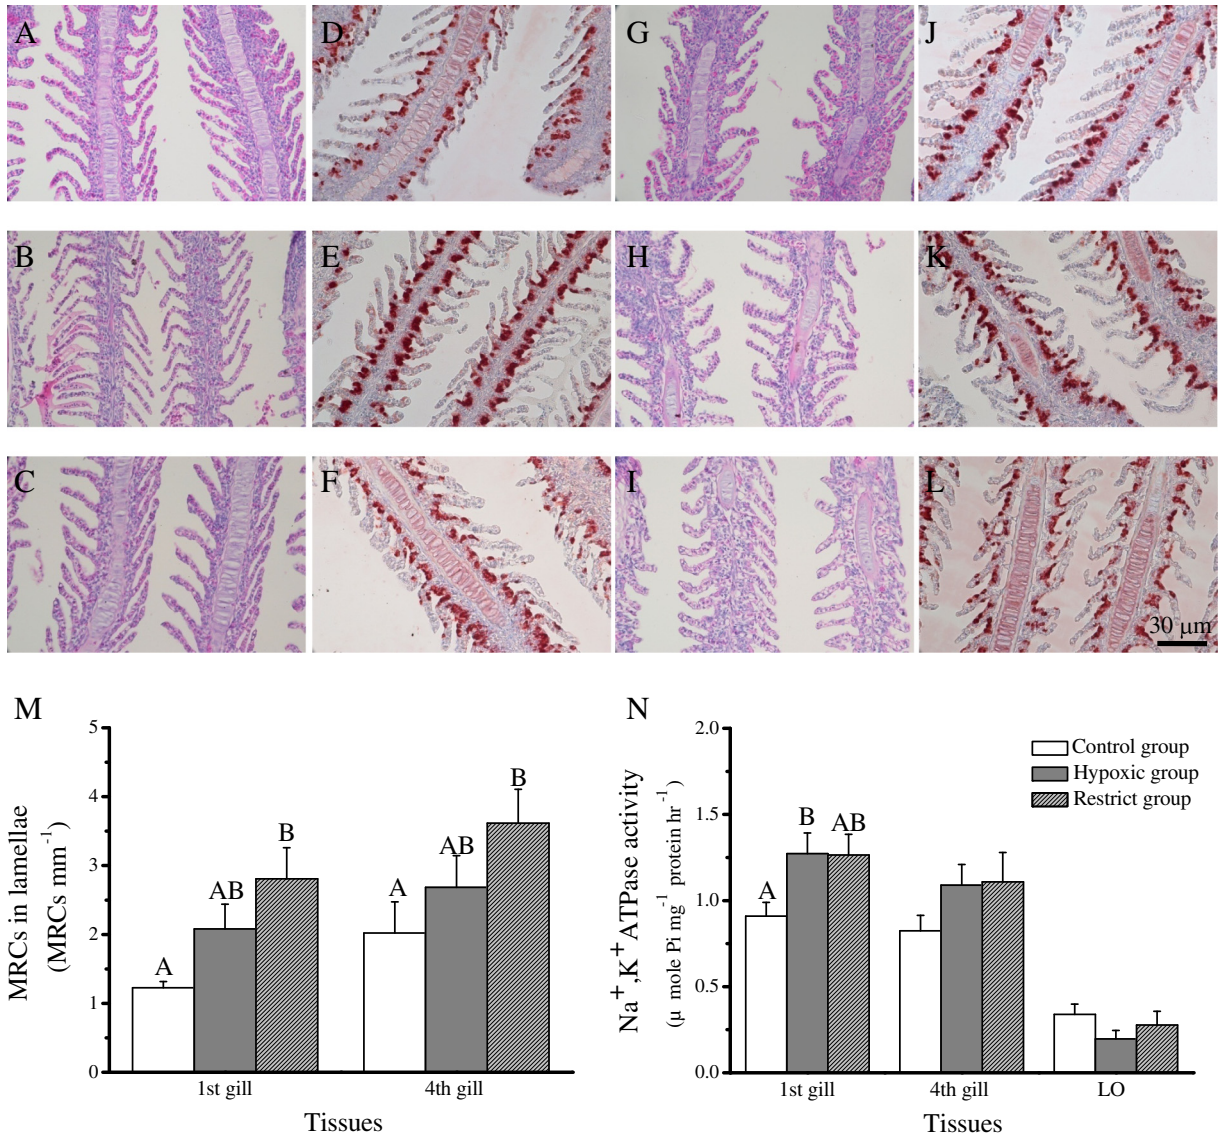 A
D
G
J
B
E
H
K
C
F
I
L
30 μm
M
5
4
3
2
1
0
MRCs in lamellae
(MRCs mm⁻¹)
A
AB
B
A
AB
B
1st gill
4th gill
Tissues
N
2.0
1.5
1.0
0.5
0.0
Na⁺,K⁺ ATPase activity
(μ mole Pi mg⁻¹ protein hr⁻¹)
Control group
Hypoxic group
Restrict group
A
B
AB
1st gill
4th gill
LO
Tissues